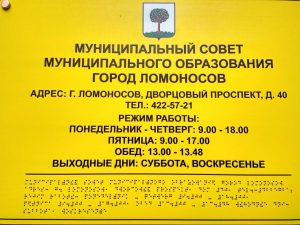 МУНИЦИПАЛЬНЫЙ СОВЕТ
МУНИЦИПАЛЬНОГО ОБРАЗОВАНИЯ
ГОРОД ЛОМОНОСОВ
АДРЕС: Г. ЛОМОНОСОВ, ДВОРЦОВЫЙ ПРОСПЕКТ, Д. 40
ТЕЛ.: 422-57-21
РЕЖИМ РАБОТЫ:
ПОНЕДЕЛЬНИК - ЧЕТВЕРГ: 9.00 - 18.00
ПЯТНИЦА: 9.00 - 17.00
ОБЕД: 13.00 - 13.48
ВЫХОДНЫЕ ДНИ: СУББОТА, ВОСКРЕСЕНЬЕ